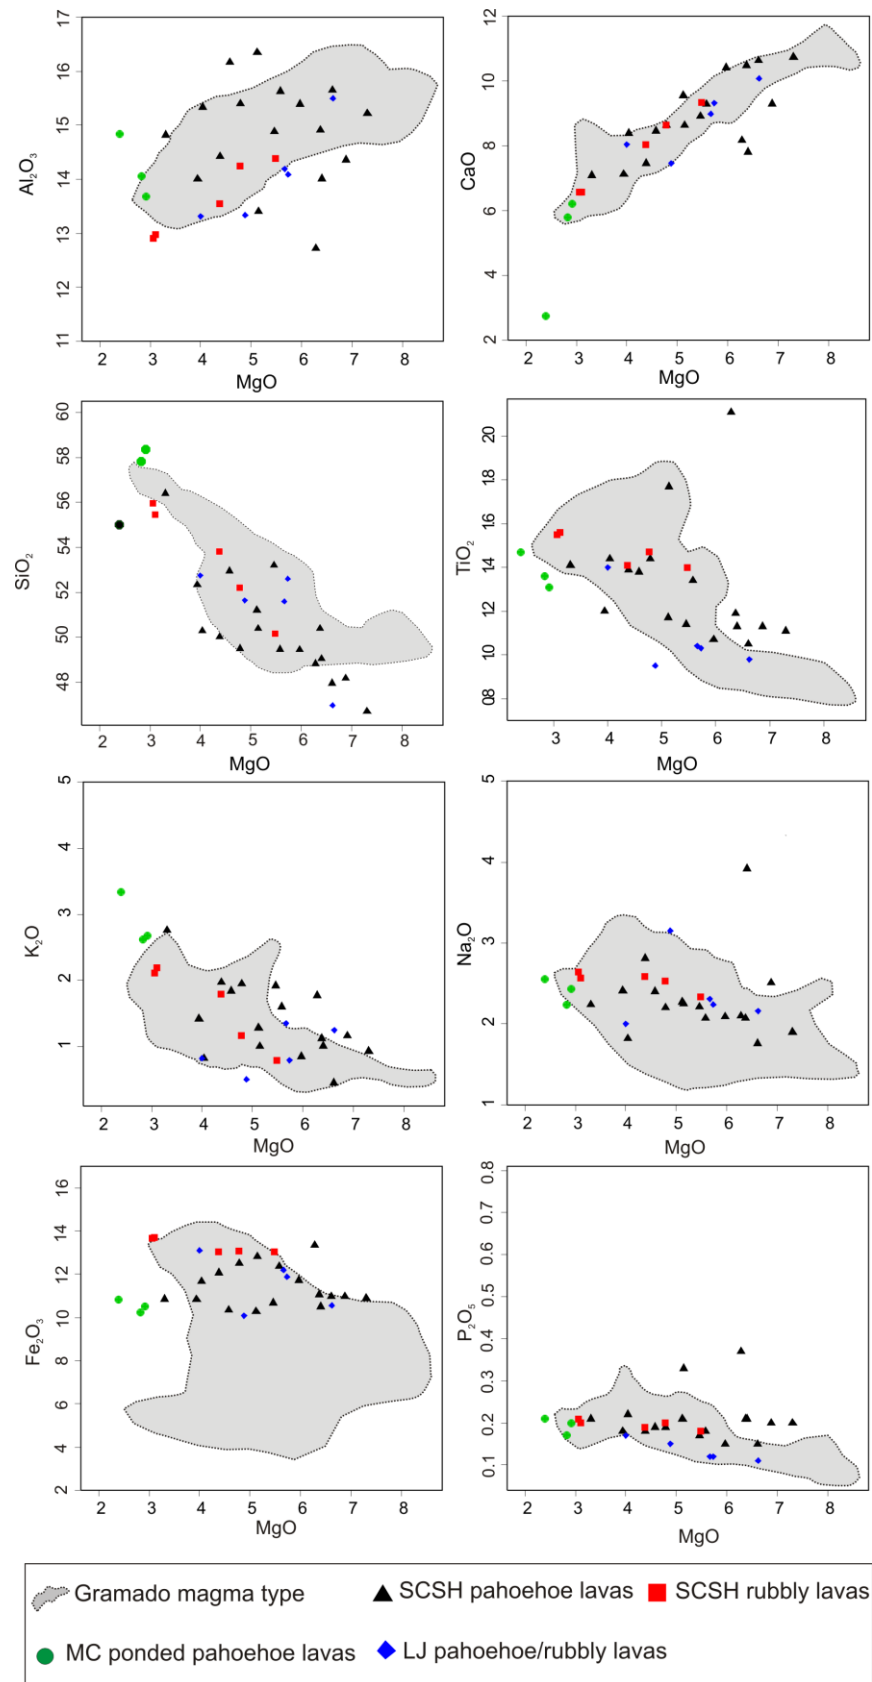 17
16
15
14
13
12
11
Al₂O₃
2 3 4 5 6 7 8
MgO
12
10
8
6
4
2
CaO
2 3 4 5 6 7 8
MgO
60
58
56
54
52
50
48
SiO₂
2 3 4 5 6 7 8
MgO
20
18
16
14
12
10
08
TiO₂
3 4 5 6 7 8
MgO
5
4
3
2
1
K₂O
2 3 4 5 6 7 8
MgO
5
4
3
2
1
Na₂O
2 3 4 5 6 7 8
MgO
16
14
12
10
8
6
4
2
Fe₂O₃
2 3 4 5 6 7 8
MgO
0.8
0.7
0.6
0.5
0.4
0.3
0.2
0.1
P₂O₅
2 3 4 5 6 7 8
MgO
Gramado magma type SCSH pahoehoe lavas SCSH rubbly lavas
MC ponded pahoehoe lavas LJ pahoehoe/rubbly lavas